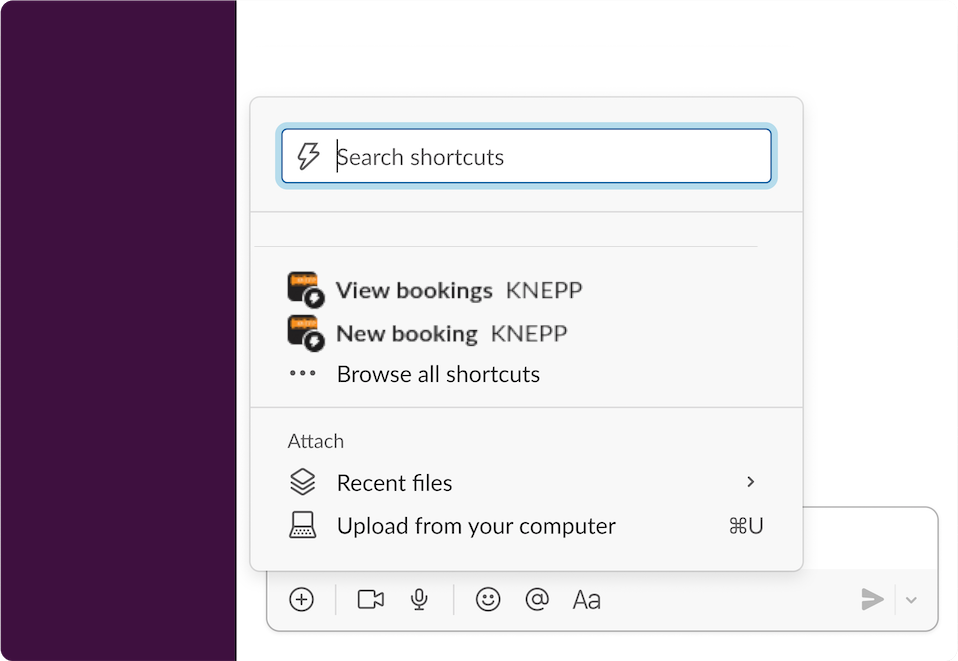 Search shortcuts
View bookings KNEPP
New booking KNEPP
Browse all shortcuts
Attach
Recent files
Upload from your computer ⌘U
Aa